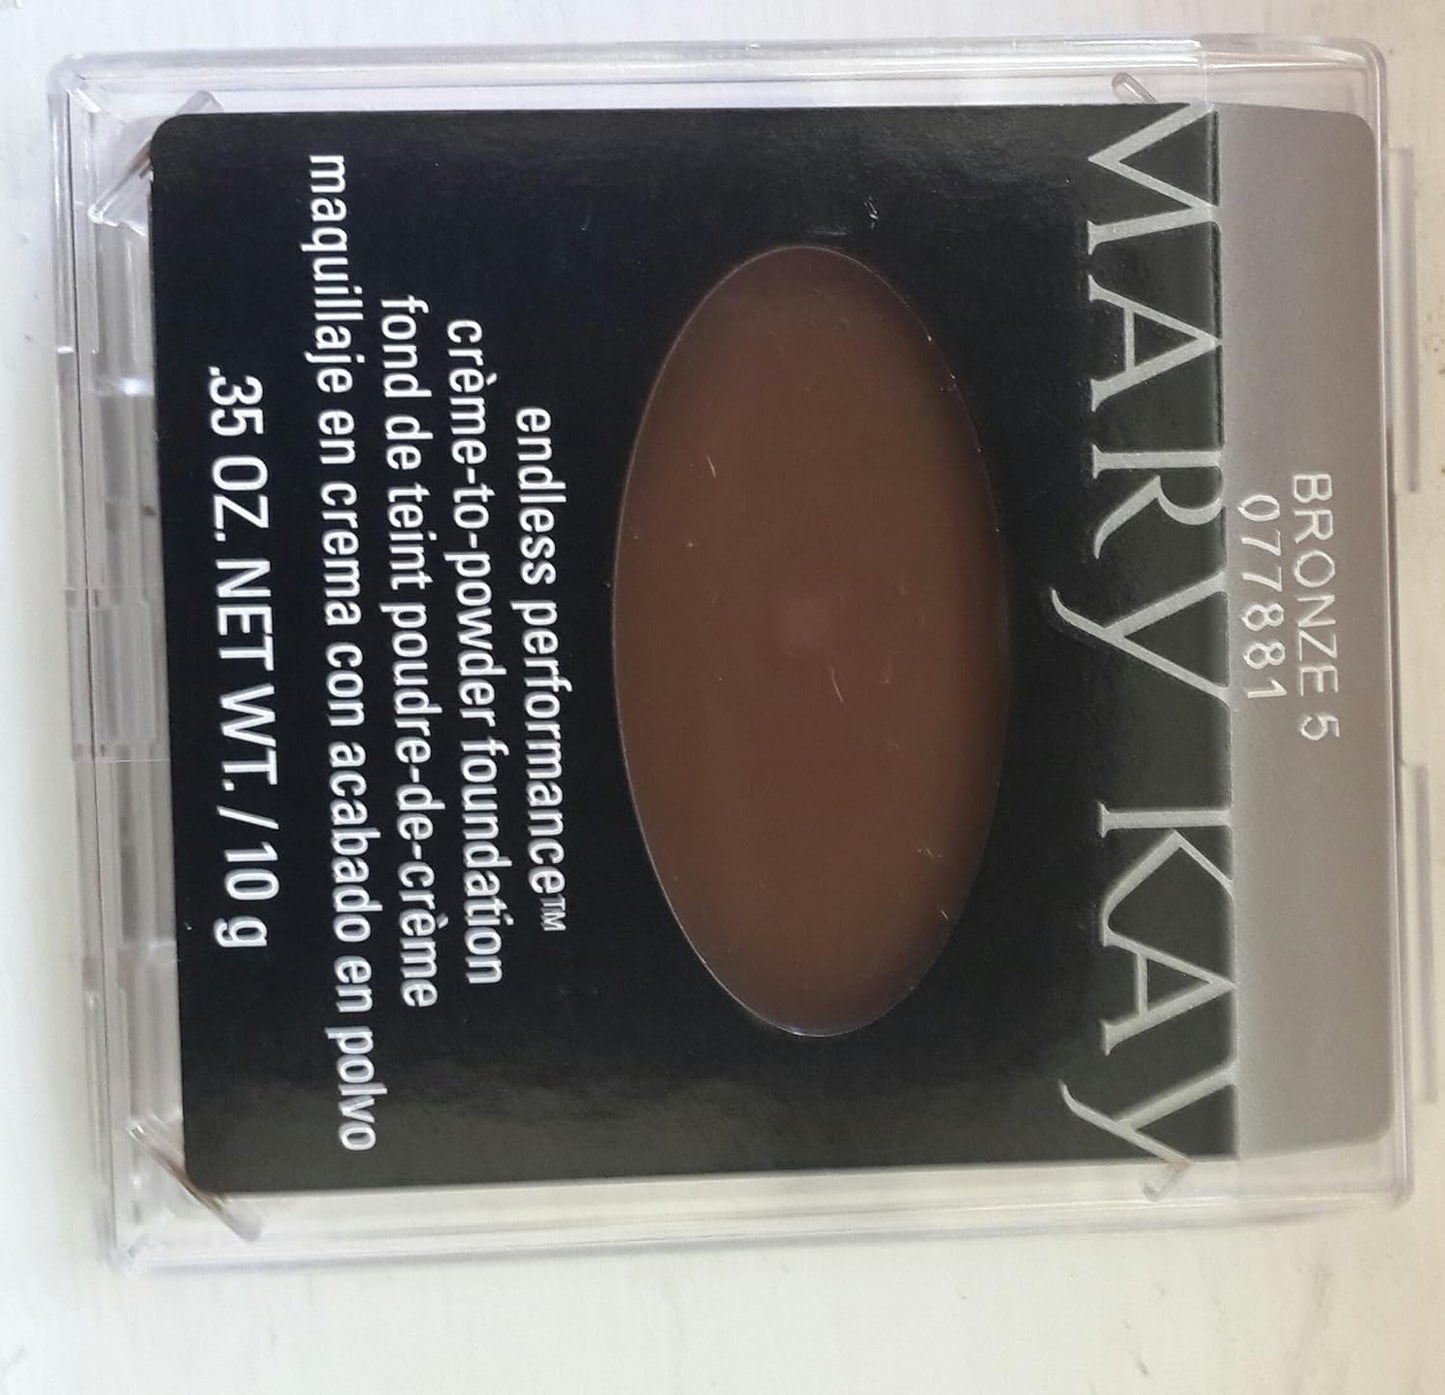 BRONZE 5
077881
MARY KAY
endless performance™
crème-to-powder foundation
fond de teint poudre-de-crème
maquillaje en crema con acabado en polvo
.35 OZ. NET WT. / 10 g